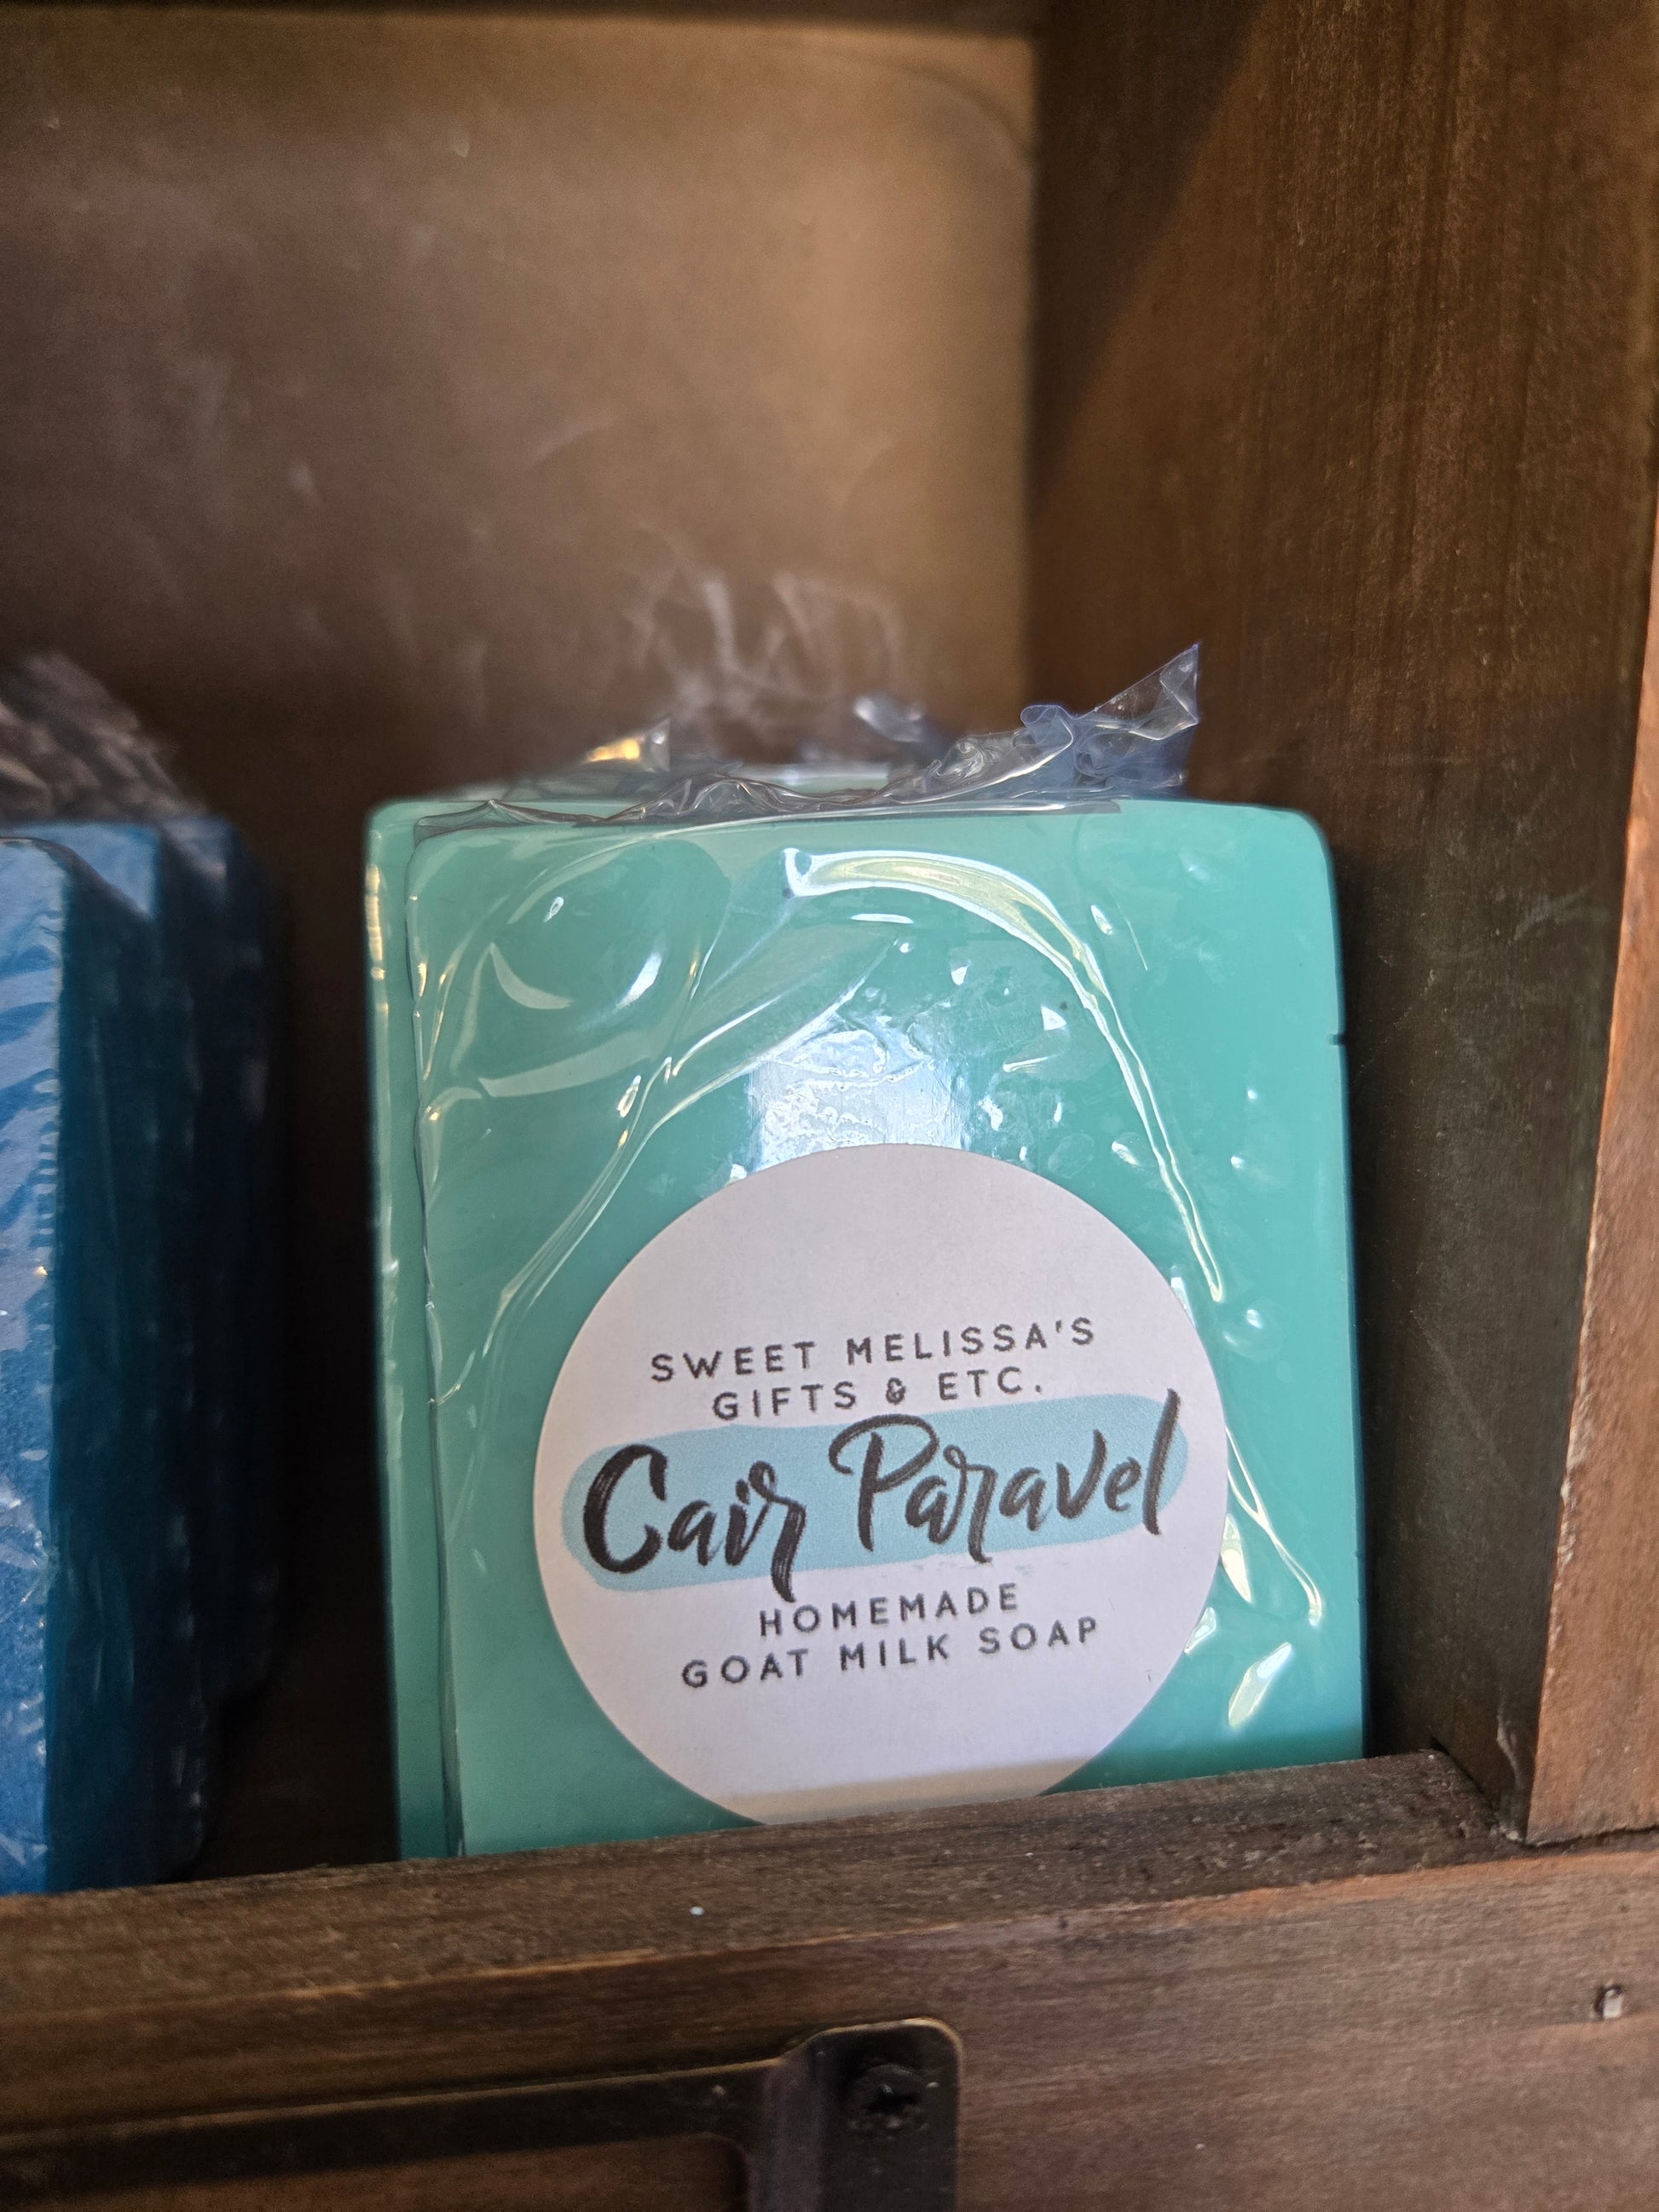 SWEET MELISSA'S
GIFTS & ETC.
Cair Paravel
HOMEMADE
GOAT MILK SOAP